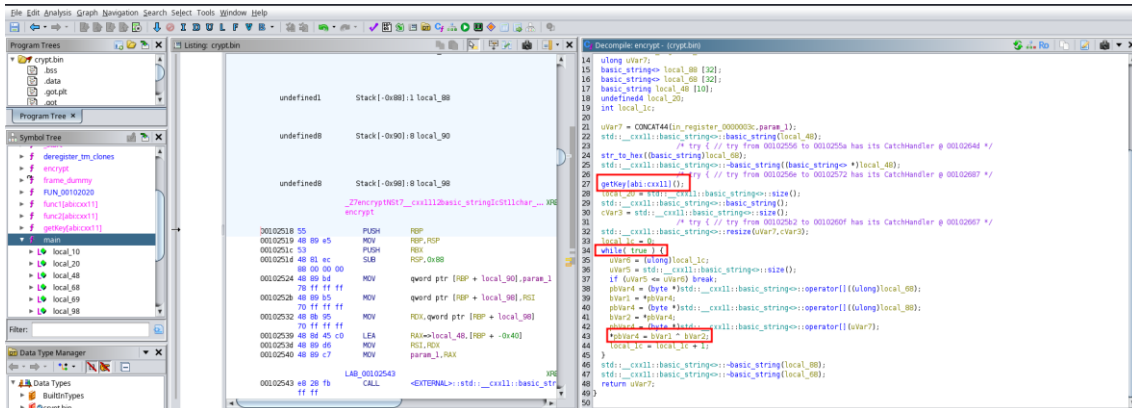 File Edit Analysis Graph Navigation Search Select Tools Window Help
Program Trees
crypt.bin
.bss
.data
.got.plt
.got
Program Tree
Symbol Tree
deregister_tm_clones
encrypt
frame_dummy
FUN_00102020
func1[abi:cxx11]
func2[abi:cxx11]
getKey[abi:cxx11]
main
local_10
local_20
local_48
local_68
local_69
local_98
Filter:
Data Type Manager
Data Types
BuiltInTypes
crypt.bin
Listing: crypt.bin
undefined1 Stack[-0x88]:1 local_88
undefined8 Stack[-0x90]:8 local_90
undefined8 Stack[-0x98]:8 local_98
_Z7encryptNSt7__cxx1112basic_stringIcSt11char_... XRE
encrypt
00102518 55 PUSH RBP
00102519 48 89 e5 MOV RBP,RSP
0010251c 53 PUSH RBX
0010251d 48 81 ec SUB RSP,0x88
88 00 00 00
00102524 48 89 bd MOV qword ptr [RBP + local_90],param_1
78 ff ff ff
0010252b 48 89 b5 MOV qword ptr [RBP + local_98],RSI
70 ff ff ff
00102532 48 8b 95 MOV RDX,qword ptr [RBP + local_98]
70 ff ff ff
00102539 48 8d 45 c0 LEA RAX=>local_48,[RBP + -0x40]
0010253d 48 89 d6 MOV RSI,RDX
00102540 48 89 c7 MOV param_1,RAX
LAB_00102543
00102543 e8 28 fb CALL <EXTERNAL>::std::__cxx11::basic_str
ff ff
Decompile: encrypt - (crypt.bin)
14 ulong uVar7;
15 basic_string<> local_88 [32];
16 basic_string<> local_68 [32];
17 basic_string local_48 [10];
18 undefined4 local_20;
19 int local_1c;
20
21 uVar7 = CONCAT44(in_register_0000003c,param_1);
22 std::__cxx11::basic_string<>::basic_string(local_48);
23 /* try { // try from 00102556 to 0010255a has its CatchHandler @ 0010264d */
24 str_to_hex((basic_string)local_68);
25 std::__cxx11::basic_string<>::~basic_string((basic_string<> *)local_48);
26 /* try { // try from 0010256e to 00102572 has its CatchHandler @ 00102687 */
27 getKey[abi:cxx11]();
28 local_20 = std::__cxx11::basic_string<>::size();
29 std::__cxx11::basic_string<>::basic_string();
30 cVar3 = std::__cxx11::basic_string<>::size();
31 /* try { // try from 001025b2 to 0010260f has its CatchHandler @ 00102667 */
32 std::__cxx11::basic_string<>::resize(uVar7,cVar3);
33 local_1c = 0;
34 while( true ) {
35 uVar6 = (ulong)local_1c;
36 uVar5 = std::__cxx11::basic_string<>::size();
37 if (uVar5 <= uVar6) break;
38 pbVar4 = (byte *)std::__cxx11::basic_string<>::operator[]((ulong)local_68);
39 bVar1 = *pbVar4;
40 pbVar4 = (byte *)std::__cxx11::basic_string<>::operator[]((ulong)local_88);
41 bVar2 = *pbVar4;
42 pbVar4 = (byte *)std::__cxx11::basic_string<>::operator[](uVar7);
43 *pbVar4 = bVar1 ^ bVar2;
44 local_1c = local_1c + 1;
45 }
46 std::__cxx11::basic_string<>::~basic_string(local_88);
47 std::__cxx11::basic_string<>::~basic_string(local_68);
48 return uVar7;
49 }
50